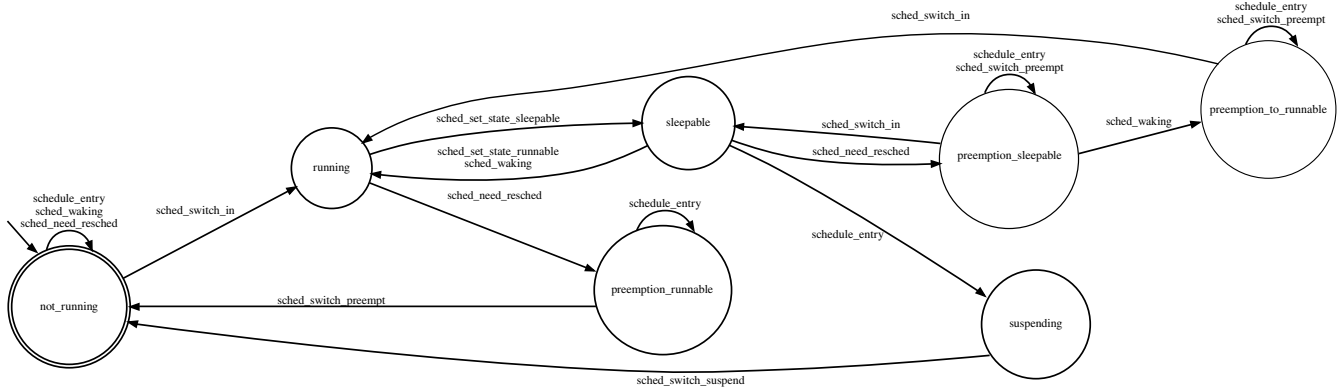 sched_switch_in
schedule_entry
sched_switch_preempt
schedule_entry
sched_switch_preempt
preemption_to_runnable
sched_set_state_sleepable
sleepable
sched_switch_in
sched_waking
sched_set_state_runnable
sched_waking
sched_need_resched
preemption_sleepable
running
schedule_entry
sched_waking
sched_need_resched
sched_switch_in
sched_need_resched
schedule_entry
schedule_entry
not_running
sched_switch_preempt
preemption_runnable
suspending
sched_switch_suspend